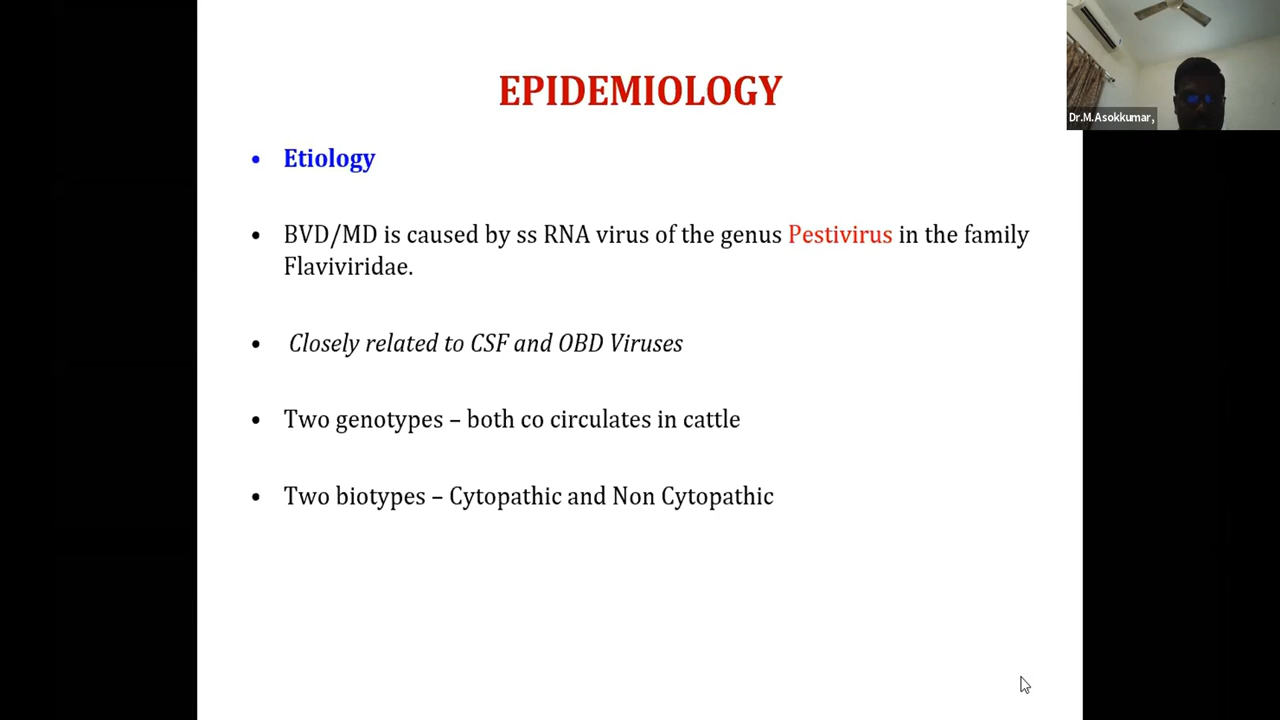 EPIDEMIOLOGY
Dr.M.Asokkumar,
• Etiology
• BVD/MD is caused by ss RNA virus of the genus Pestivirus in the family
Flaviviridae.
• Closely related to CSF and OBD Viruses
• Two genotypes – both co circulates in cattle
• Two biotypes – Cytopathic and Non Cytopathic